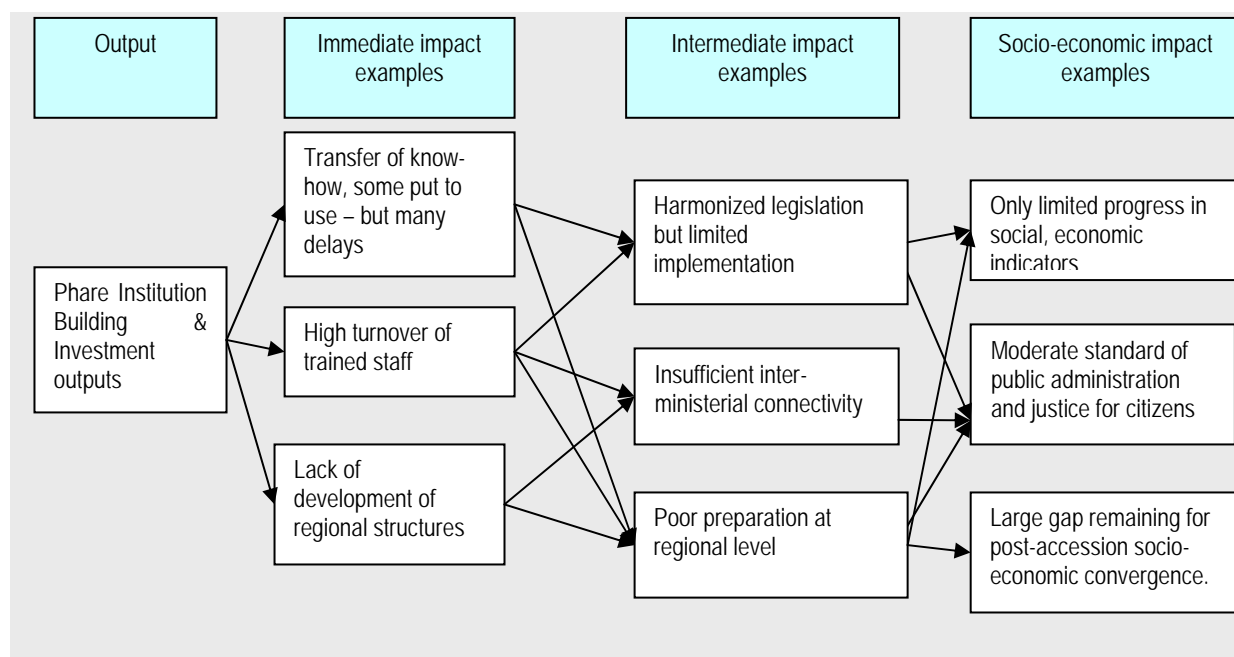 Output
Immediate impact
examples
Intermediate impact
examples
Socio-economic impact
examples
Phare Institution
Building &
Investment
outputs
Transfer of know-
how, some put to
use – but many
delays
High turnover of
trained staff
Lack of
development of
regional structures
Harmonized legislation
but limited
implementation
Insufficient inter-
ministerial connectivity
Poor preparation at
regional level
Only limited progress in
social, economic
indicators
Moderate standard of
public administration
and justice for citizens
Large gap remaining for
post-accession socio-
economic convergence.